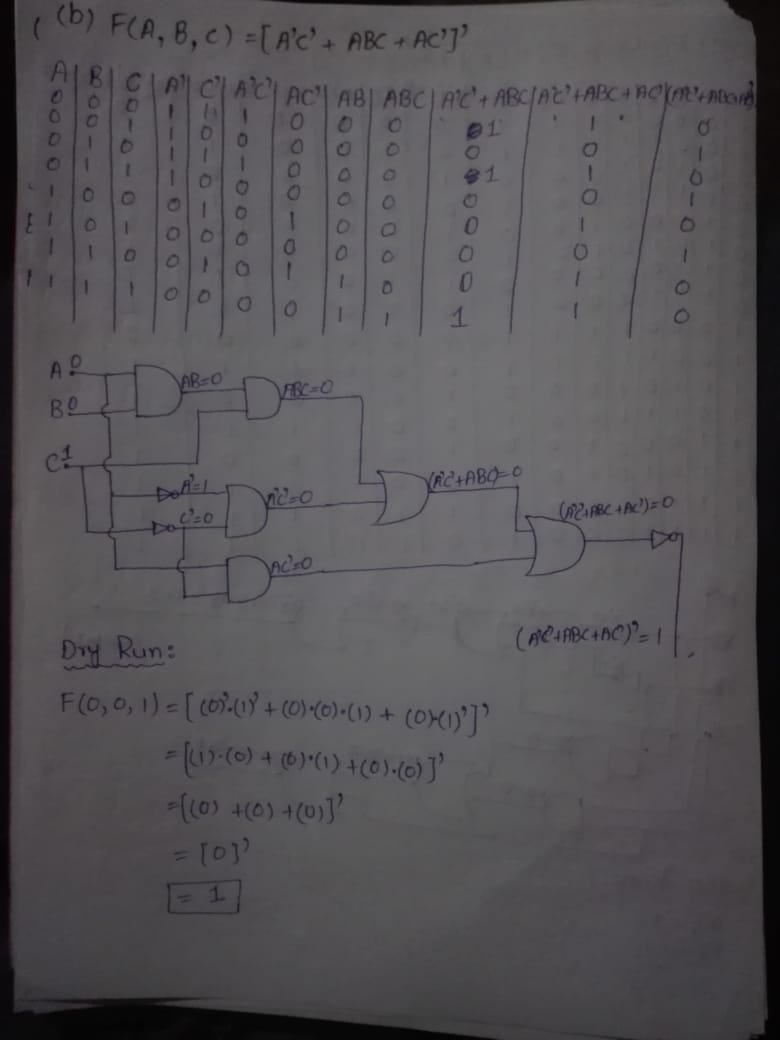 (b) F(A, B, C) = [A'C' + ABC + AC']'
A | B | C | A' | C' | A'C' | AC' | AB | ABC | A'C' + ABC | A'C' + ABC + AC' | (A'C'+ABC+AC')'
0 0 0 1 1 1 0 0 0 1 1 0
0 0 1 1 0 0 0 0 0 0 0 1
0 1 0 1 1 1 0 0 0 1 1 0
0 1 1 1 0 0 0 0 0 0 0 1
1 0 0 0 1 0 1 0 0 0 1 0
1 0 1 0 0 0 0 0 0 0 0 1
1 1 0 0 1 0 1 1 0 0 1 0
1 1 1 0 0 0 0 1 1 1 1 0
A 0
AB=0
ABC=0
B 0
C 1
A'=1
A'C'=0
(A'C'+ABC)=0
C'=0
(A'C'+ABC+AC')=0
AC'=0
(A'C'+ABC+AC')'=1
Dry Run:
F(0,0,1) = [(0)'·(1)' + (0)·(0)·(1) + (0)·(1)']'
= [(1)·(0) + (0)·(1) + (0)·(0)]'
= [(0) + (0) + (0)]'
= [0]'
= 1